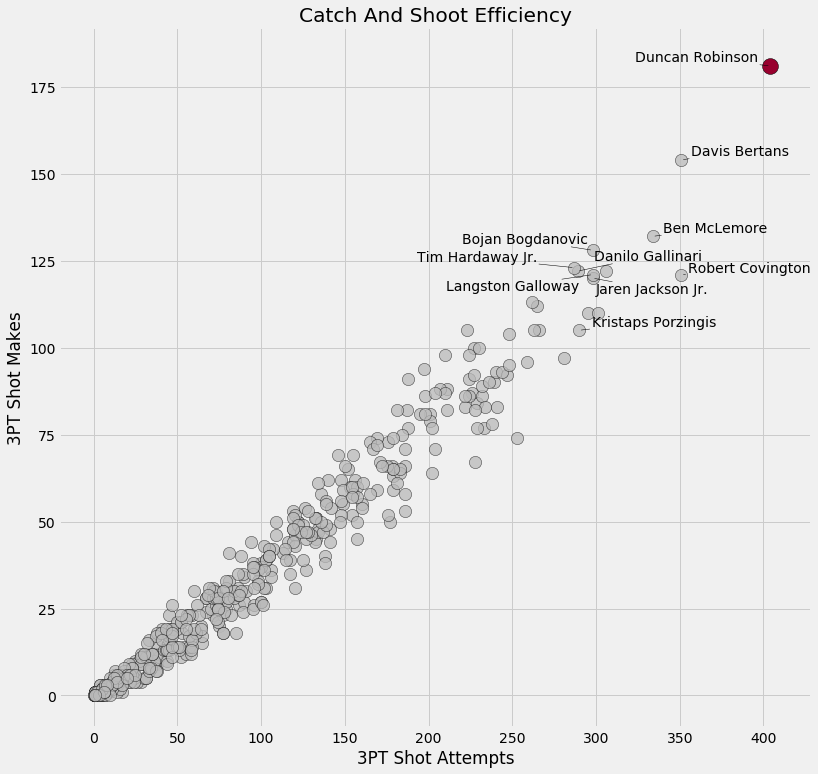 Catch And Shoot Efficiency
Duncan Robinson
175
Davis Bertans
150
Ben McLemore
Bojan Bogdanovic
Danilo Gallinari
Tim Hardaway Jr.
125
Robert Covington
Langston Galloway
Jaren Jackson Jr.
Kristaps Porzingis
100
3PT Shot Makes
75
50
25
0
0 50 100 150 200 250 300 350 400
3PT Shot Attempts